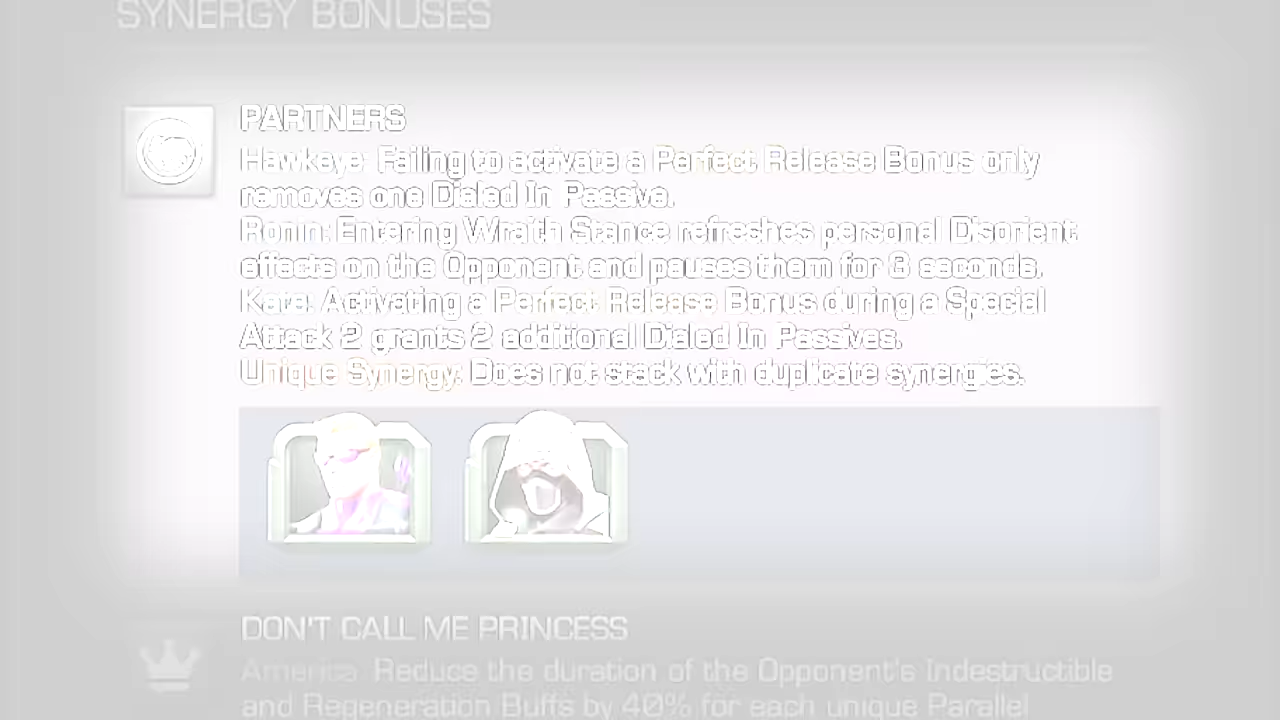 SYNERGY BONUSES
PARTNERS
Hawkeye: Failing to activate a Perfect Release Bonus only
removes one Dialed In Passive.
Ronin: Entering Wraith Stance refreshes personal Disorient
effects on the Opponent and pauses them for 3 seconds.
Kate: Activating a Perfect Release Bonus during a Special
Attack 2 grants 2 additional Dialed In Passives.
Unique Synergy: Does not stack with duplicate synergies.
DON'T CALL ME PRINCESS
America: Reduce the duration of the Opponent's Indestructible
and Regeneration Buffs by 40% for each unique Parallel